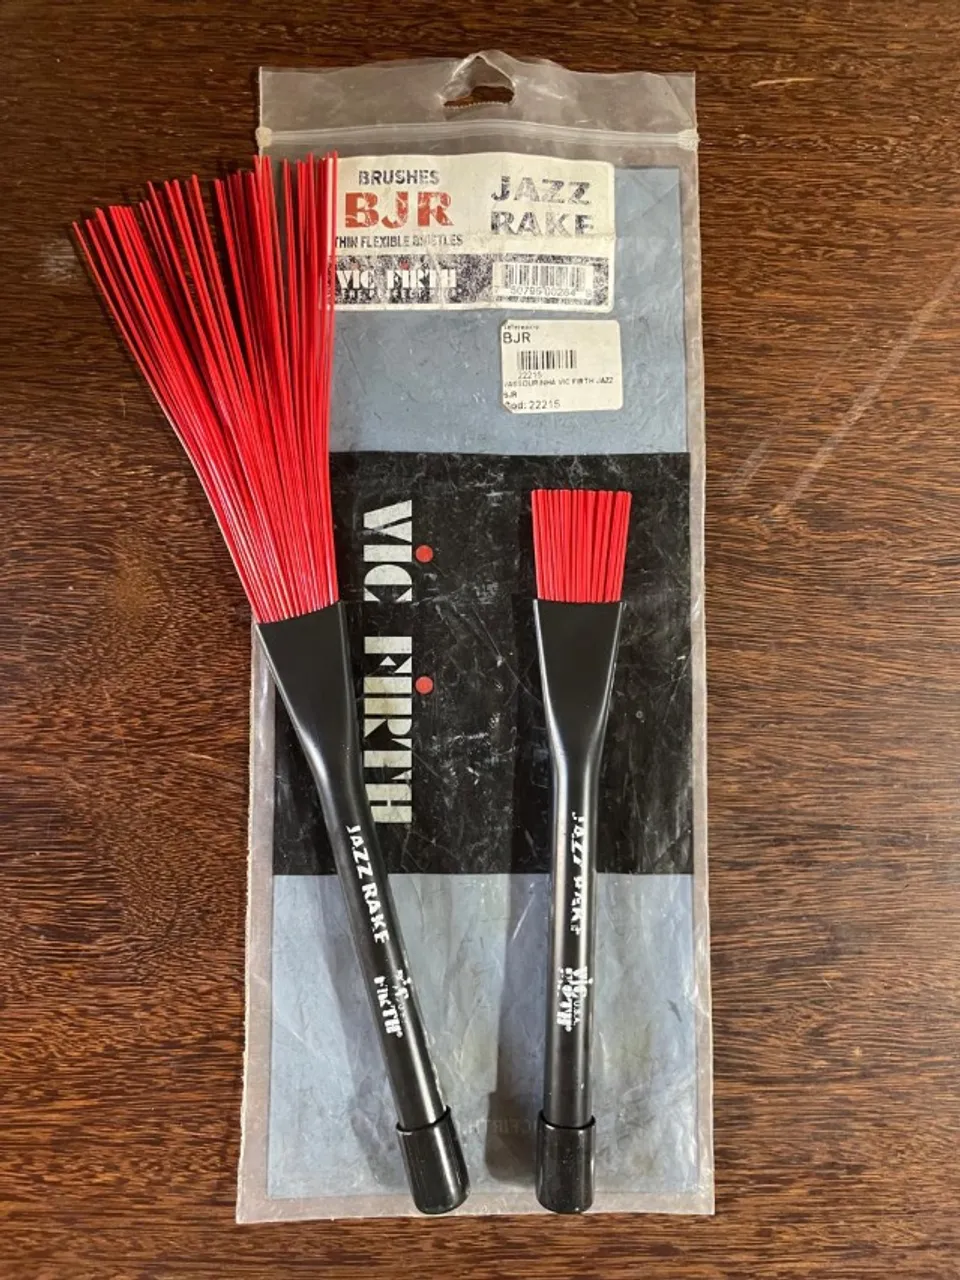 BRUSHES
BJR
THIN FLEXIBLE BRISTLES
JAZZ
RAKE
VIC FIRTH
BJR
22215
VASSOURINHA VIC FIRTH JAZZ
BJR
Cod: 22215
VIC FIRTH
JAZZ RAKE
VIC
FIRTH
JAZZ RAKE
VIC
FIRTH